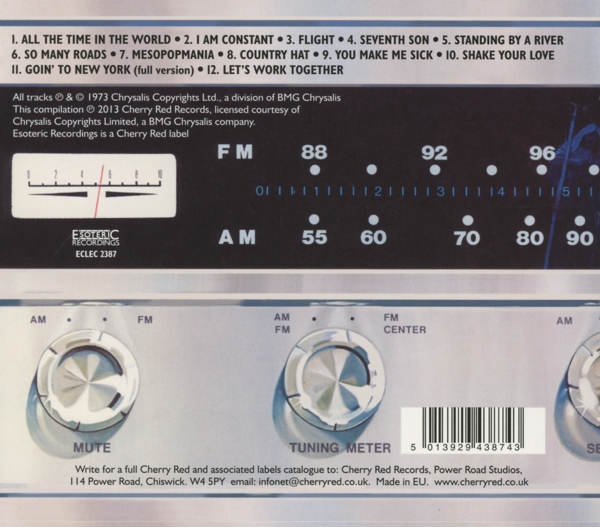 1. ALL THE TIME IN THE WORLD • 2. I AM CONSTANT • 3. FLIGHT • 4. SEVENTH SON • 5. STANDING BY A RIVER
6. SO MANY ROADS • 7. MESOPOPMANIA • 8. COUNTRY HAT • 9. YOU MAKE ME SICK • 10. SHAKE YOUR LOVE
11. GOIN' TO NEW YORK (full version) • 12. LET'S WORK TOGETHER
All tracks ℗ & © 1973 Chrysalis Copyrights Ltd., a division of BMG Chrysalis
This compilation ℗ 2013 Cherry Red Records, licensed courtesy of
Chrysalis Copyrights Limited, a BMG Chrysalis company.
Esoteric Recordings is a Cherry Red label
FM 88 92 96
0 1 2 3 4 5
AM 55 60 70 80 90
ESOTERIC
RECORDINGS
ECLEC 2387
AM FM
AM
FM
FM
CENTER
AM
MUTE
TUNING METER
SE
5 013929 438743
Write for a full Cherry Red and associated labels catalogue to: Cherry Red Records, Power Road Studios,
114 Power Road, Chiswick. W4 5PY email: infonet@cherryred.co.uk. Made in EU. www.cherryred.co.uk